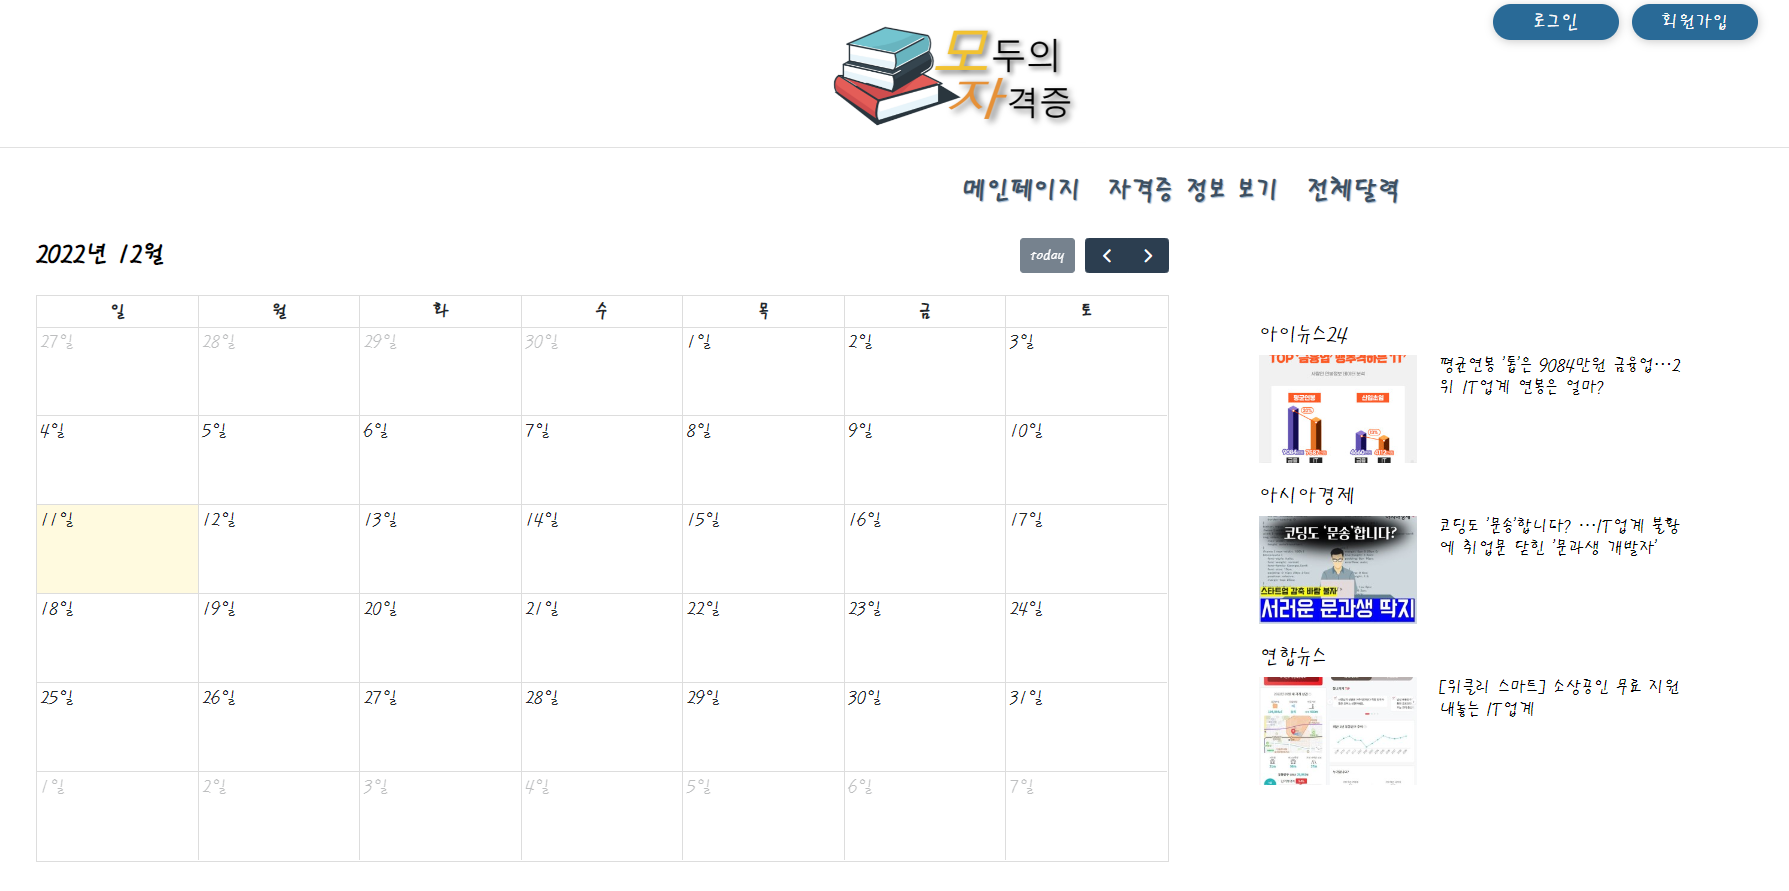 로그인 회원가입
모두의
자격증
메인페이지 자격증 정보 보기 전체달력
2022년 12월
today
일 월 화 수 목 금 토
27일 28일 29일 30일 1일 2일 3일
4일 5일 6일 7일 8일 9일 10일
11일 12일 13일 14일 15일 16일 17일
18일 19일 20일 21일 22일 23일 24일
25일 26일 27일 28일 29일 30일 31일
1일 2일 3일 4일 5일 6일 7일
아이뉴스24
TOP '금융업' 맹추격하는 'IT'
평균연봉
신입초임
금융 IT
금융 IT
평균연봉 '톱'은 9084만원 금융업…2
위 IT업계 연봉은 얼마?
아시아경제
코딩도 '문송'합니다?
스타트업 감축 바람 불자
서러운 문과생 딱지
코딩도 '문송'합니다? …IT업계 불황
에 취업문 닫힌 '문과생 개발자'
연합뉴스
[위클리 스마트] 소상공인 무료 지원
내놓는 IT업계